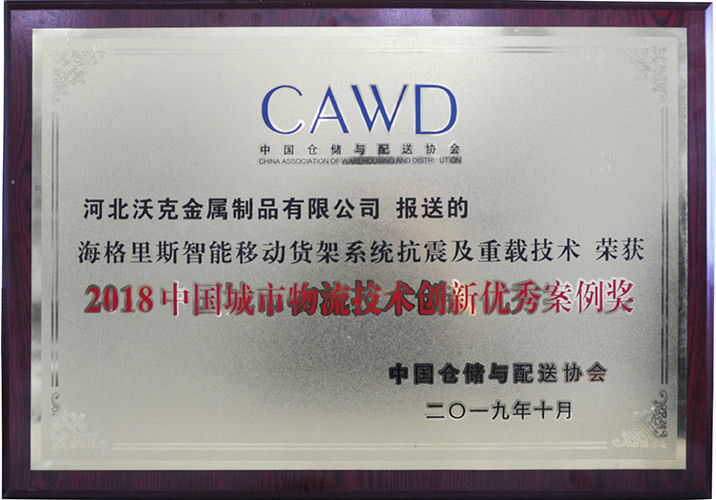 CAWD
中国仓储与配送协会
CHINA ASSOCIATION OF WAREHOUSING AND DISTRIBUTION
河北沃克金属制品有限公司 报送的
海格里斯智能移动货架系统抗震及重载技术 荣获
2018中国城市物流技术创新优秀案例奖
中国仓储与配送协会
二〇一九年十月